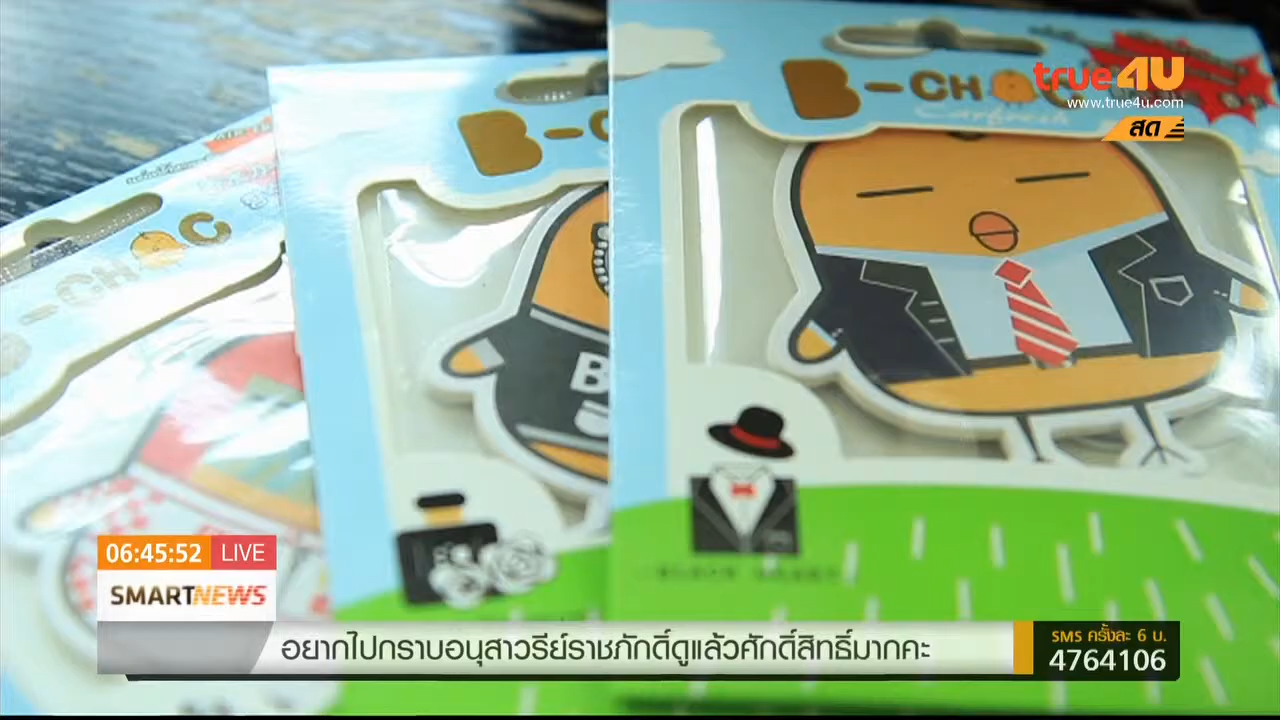 true4U
www.true4u.com
สด
B-CHOC
Carfresh
B-C
B
B-CHOC
06:45:52 LIVE
SMARTNEWS
อยากไปกราบอนุสาวรีย์ราชภักดิ์ดูแล้วศักดิ์สิทธิ์มากคะ
SMS ครั้งละ 6 บ.
4764106